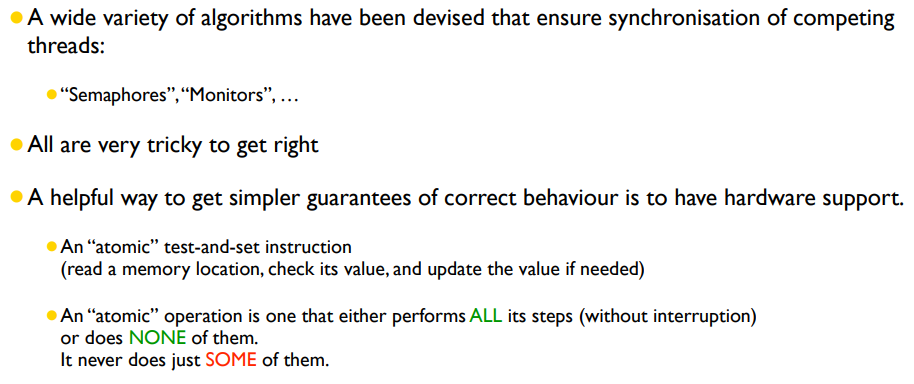 A wide variety of algorithms have been devised that ensure synchronisation of competing
threads:
“Semaphores”, “Monitors”, …
All are very tricky to get right
A helpful way to get simpler guarantees of correct behaviour is to have hardware support.
An “atomic” test-and-set instruction
(read a memory location, check its value, and update the value if needed)
An “atomic” operation is one that either performs ALL its steps (without interruption)
or does NONE of them.
It never does just SOME of them.